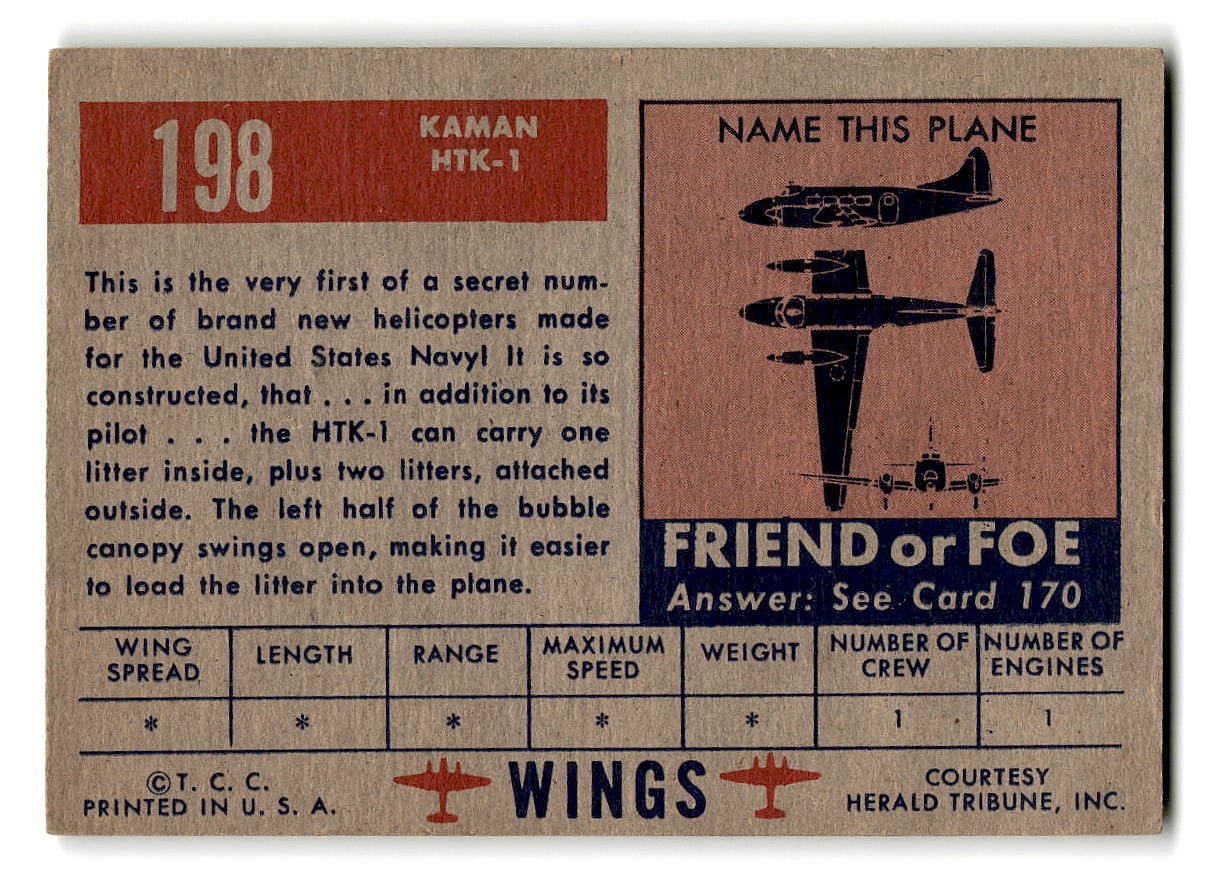 198
KAMAN
HTK-1
This is the very first of a secret num-
ber of brand new helicopters made
for the United States Navy! It is so
constructed, that . . . in addition to its
pilot . . . the HTK-1 can carry one
litter inside, plus two litters, attached
outside. The left half of the bubble
canopy swings open, making it easier
to load the litter into the plane.
NAME THIS PLANE
FRIEND or FOE
Answer: See Card 170
WING SPREAD
LENGTH
RANGE
MAXIMUM SPEED
WEIGHT
NUMBER OF CREW
NUMBER OF ENGINES
* * * * * 1 1
©T. C. C.
PRINTED IN U. S. A.
WINGS
COURTESY
HERALD TRIBUNE, INC.